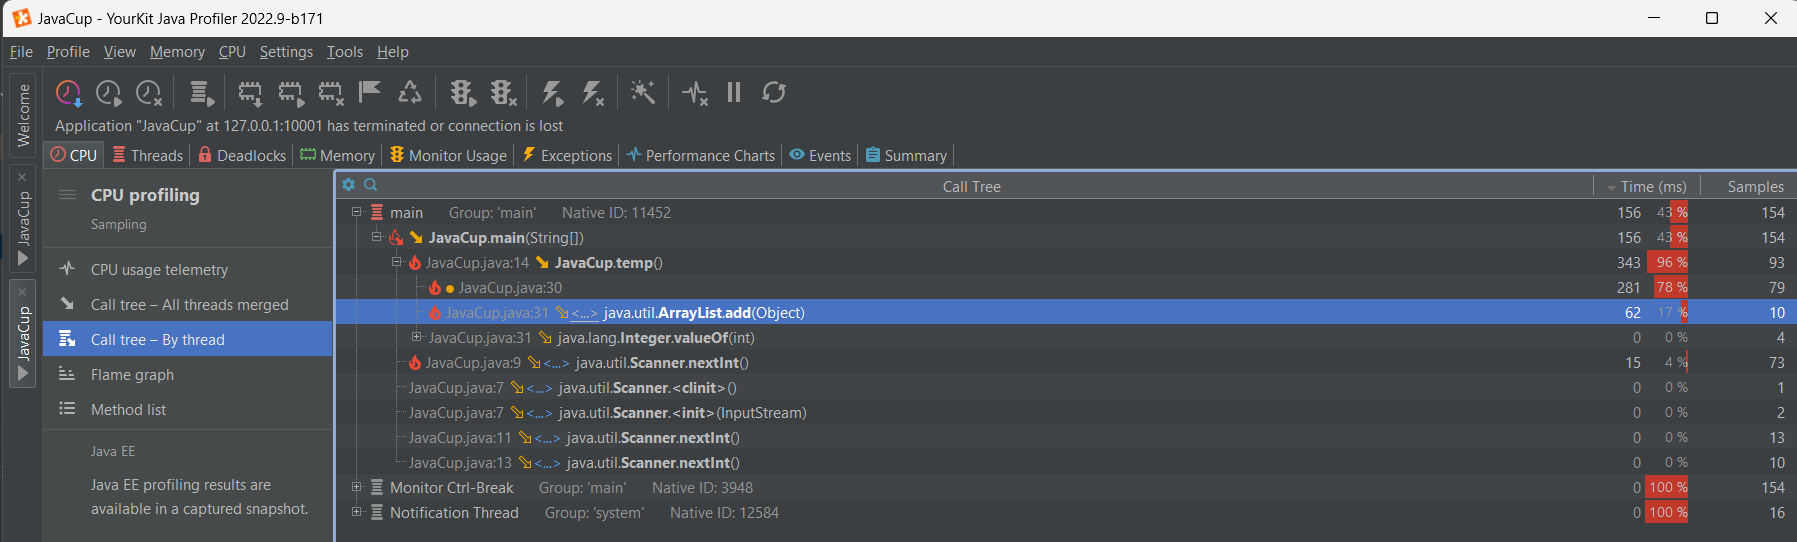 JavaCup - YourKit Java Profiler 2022.9-b171
File Profile View Memory CPU Settings Tools Help
Application "JavaCup" at 127.0.0.1:10001 has terminated or connection is lost
CPU Threads Deadlocks Memory Monitor Usage Exceptions Performance Charts Events Summary
Welcome
JavaCup
JavaCup
CPU profiling
Sampling
CPU usage telemetry
Call tree – All threads merged
Call tree – By thread
Flame graph
Method list
Java EE
Java EE profiling results are
available in a captured snapshot.
Call Tree Time (ms) Samples
main Group: 'main' Native ID: 11452 156 43 % 154
JavaCup.main(String[]) 156 43 % 154
JavaCup.java:14 JavaCup.temp() 343 96 % 93
JavaCup.java:30 281 78 % 79
JavaCup.java:31 <...> java.util.ArrayList.add(Object) 62 17 % 10
JavaCup.java:31 java.lang.Integer.valueOf(int) 0 0 % 4
JavaCup.java:9 <...> java.util.Scanner.nextInt() 15 4 % 73
JavaCup.java:7 <...> java.util.Scanner.<clinit>() 0 0 % 1
JavaCup.java:7 <...> java.util.Scanner.<init>(InputStream) 0 0 % 2
JavaCup.java:11 <...> java.util.Scanner.nextInt() 0 0 % 13
JavaCup.java:13 <...> java.util.Scanner.nextInt() 0 0 % 10
Monitor Ctrl-Break Group: 'main' Native ID: 3948 0 100 % 154
Notification Thread Group: 'system' Native ID: 12584 0 100 % 16